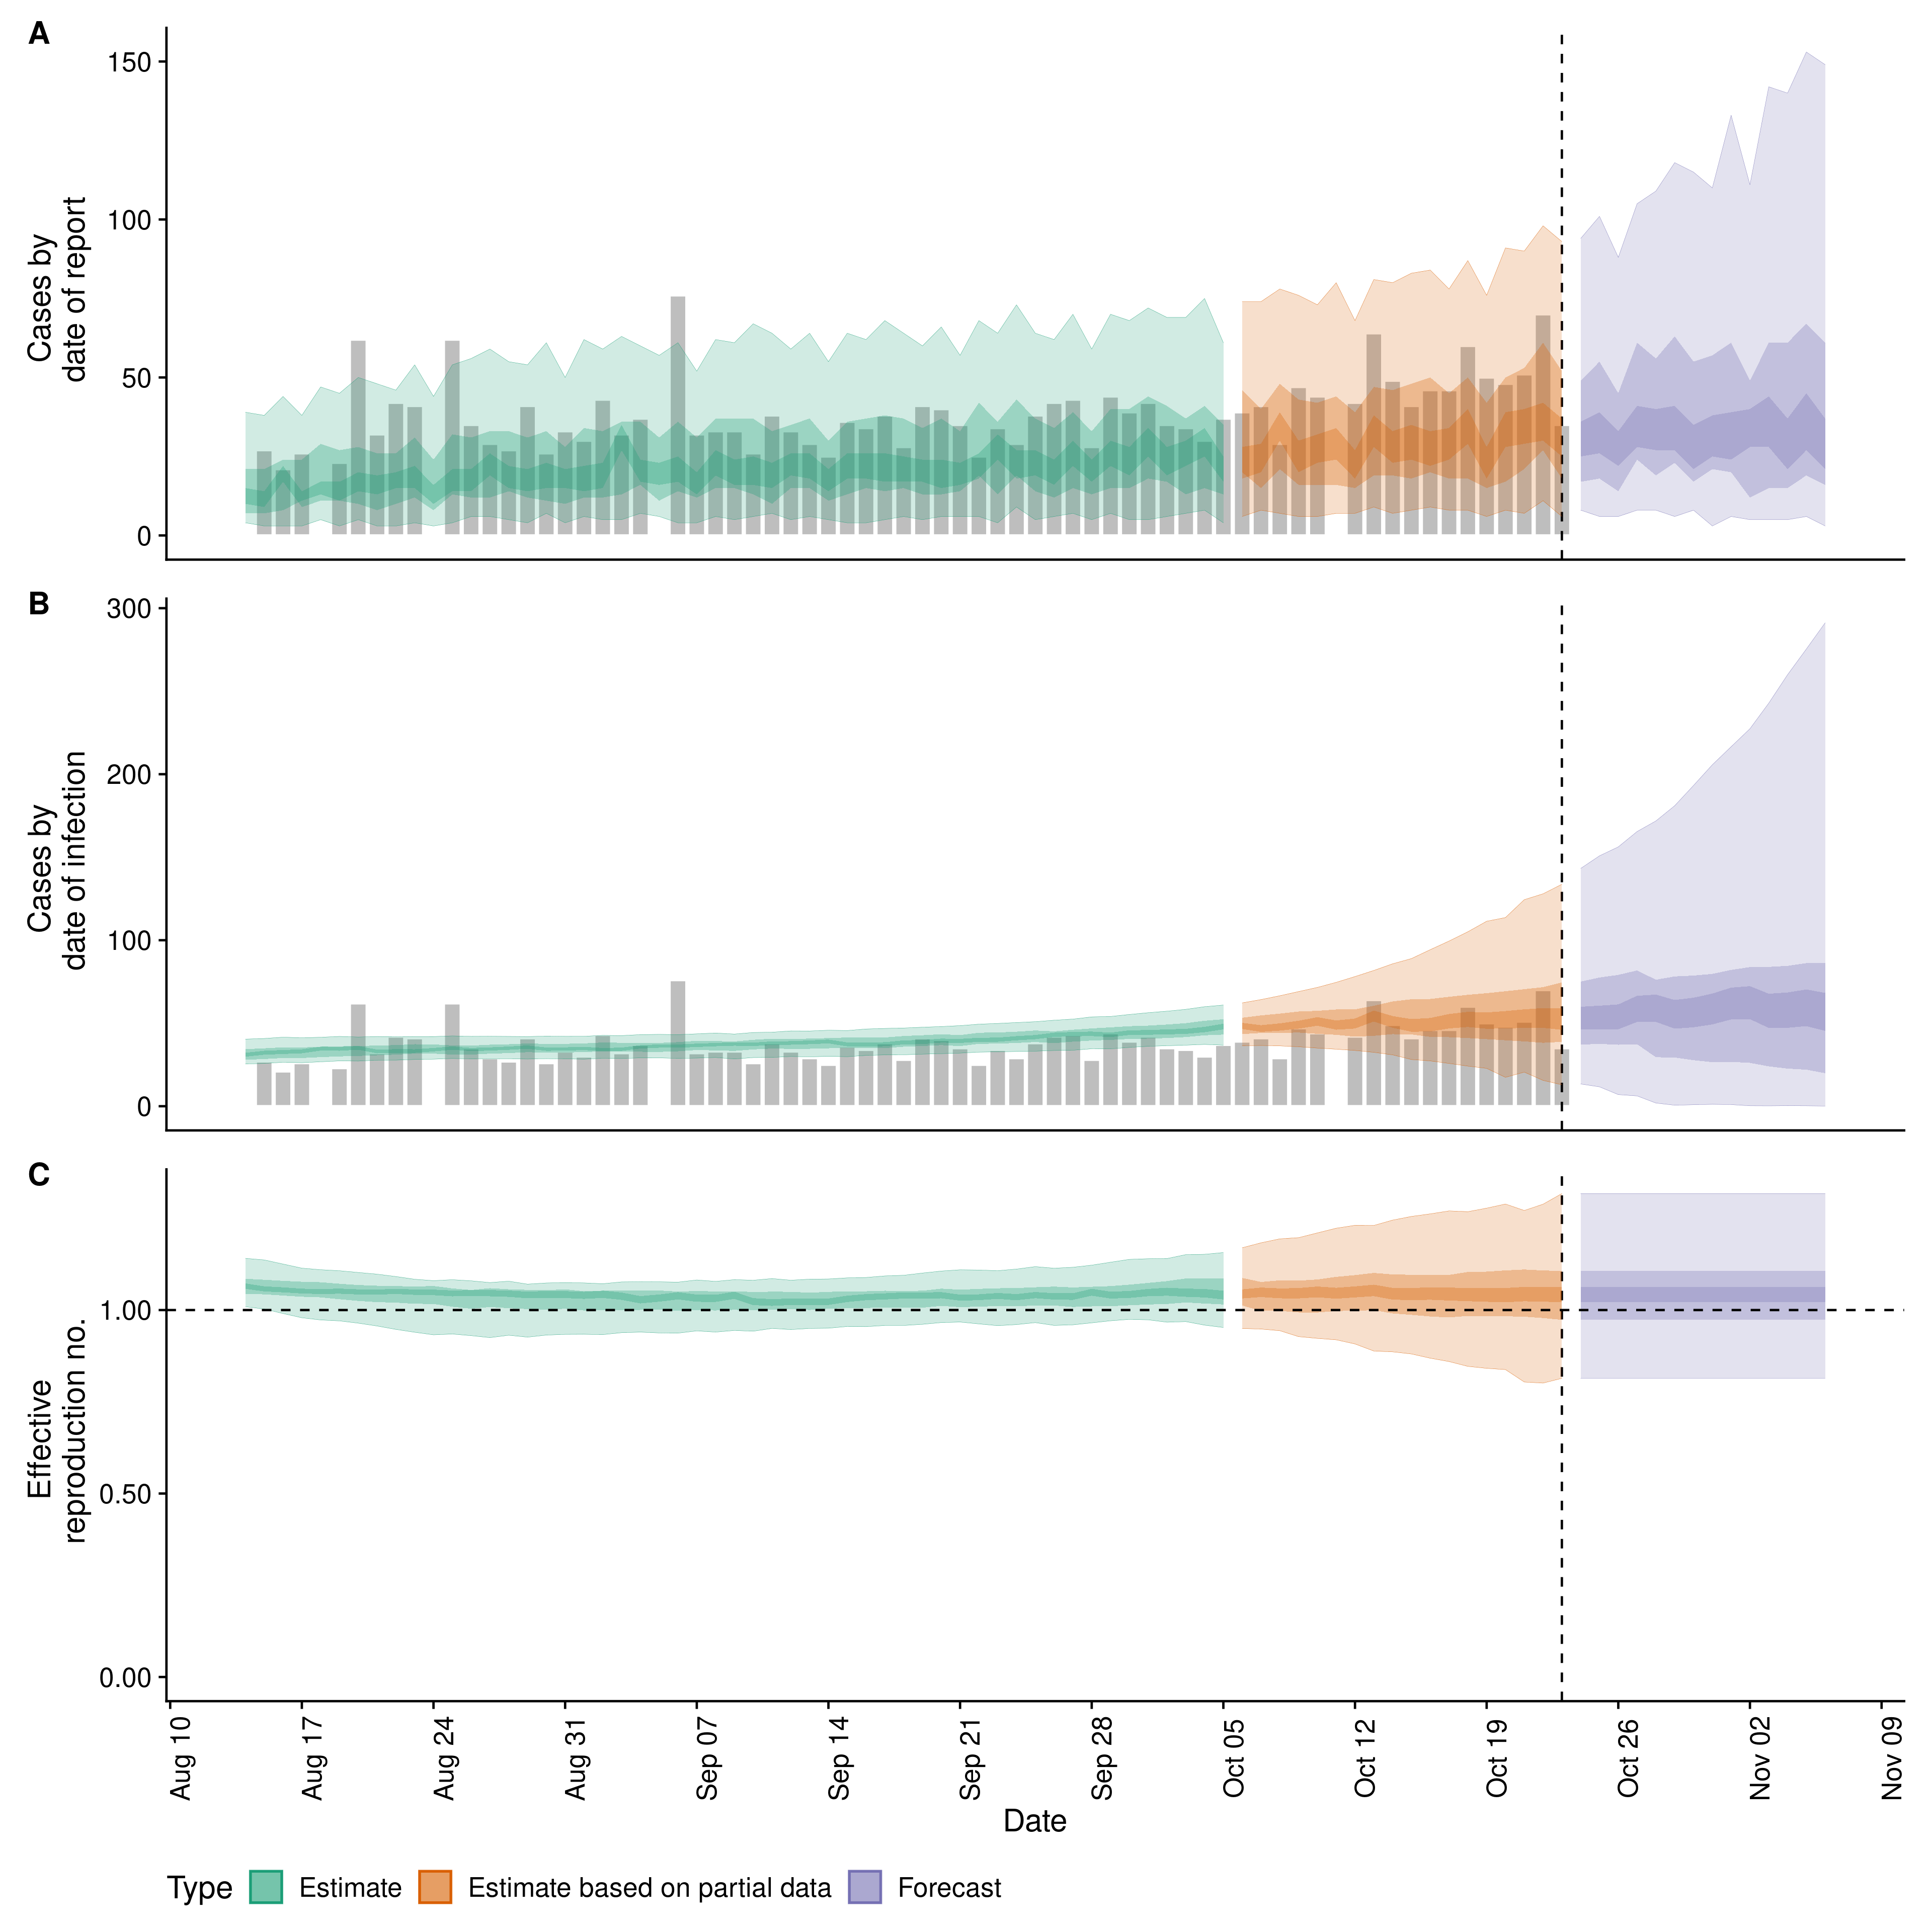 A
Cases by
date of report
150
100
50
0
B
Cases by
date of infection
300
200
100
0
C
Effective
reproduction no.
1.00
0.50
0.00
Aug 10
Aug 17
Aug 24
Aug 31
Sep 07
Sep 14
Sep 21
Sep 28
Oct 05
Oct 12
Oct 19
Oct 26
Nov 02
Nov 09
Date
Type Estimate Estimate based on partial data Forecast